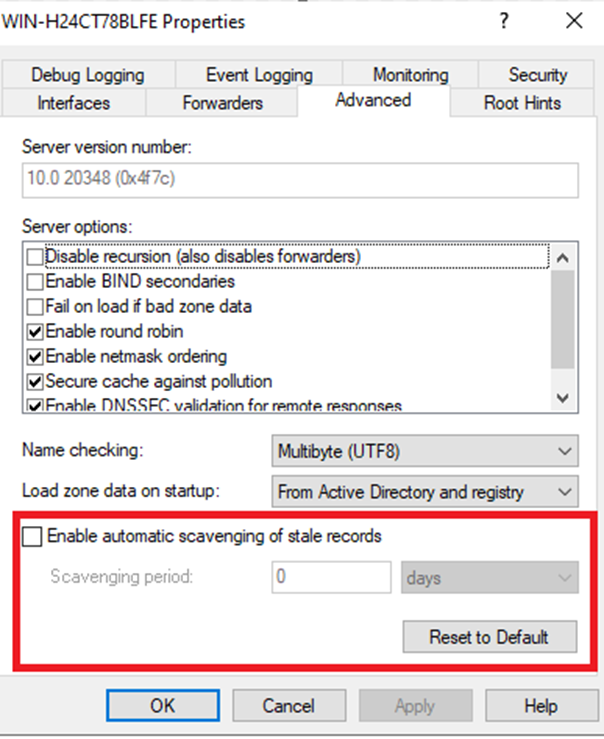 WIN-H24CT78BLFE Properties ?
Debug Logging Event Logging Monitoring Security
Interfaces Forwarders Advanced Root Hints
Server version number:
10.0 20348 (0x4f7c)
Server options:
Disable recursion (also disables forwarders)
Enable BIND secondaries
Fail on load if bad zone data
Enable round robin
Enable netmask ordering
Secure cache against pollution
Enable DNSSEC validation for remote responses
Name checking: Multibyte (UTF8)
Load zone data on startup: From Active Directory and registry
Enable automatic scavenging of stale records
Scavenging period: 0 days
Reset to Default
OK Cancel Apply Help